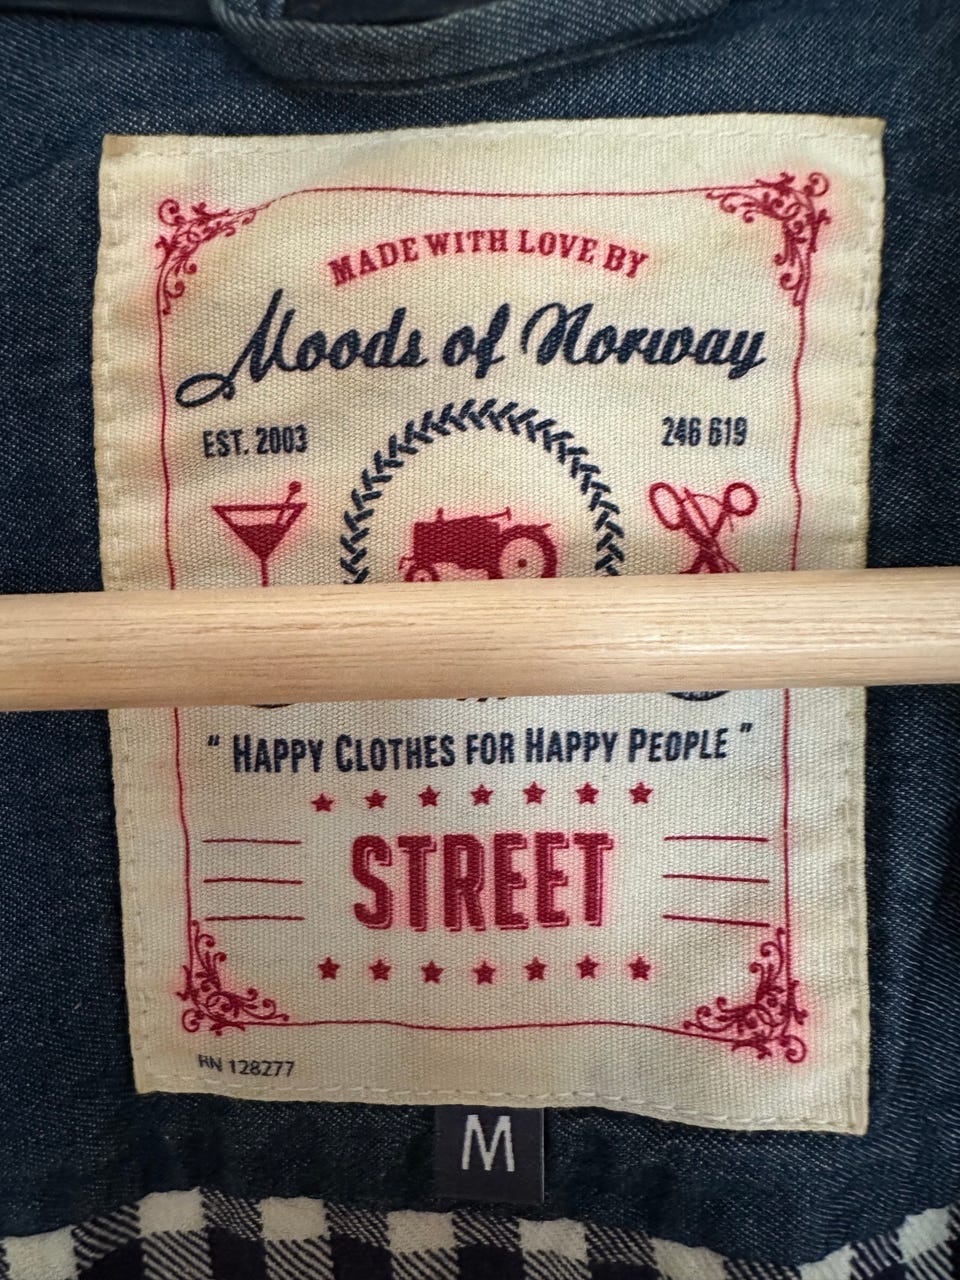 MADE WITH LOVE BY
Moods of Norway
EST. 2003
246 619
" HAPPY CLOTHES FOR HAPPY PEOPLE "
STREET
RN 128277
M